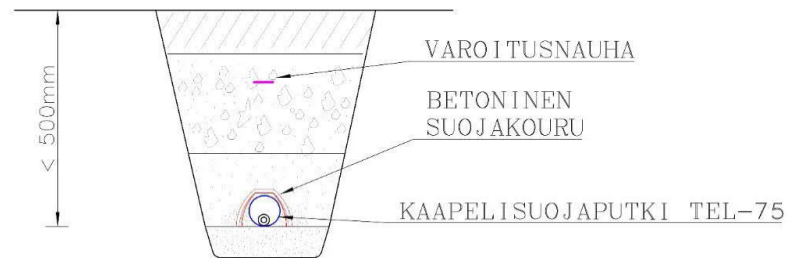 VAROITUSNAUHA
BETONINEN
SUOJAKOURU
< 500mm
KAAPELISUOJAPUTKI TEL-75